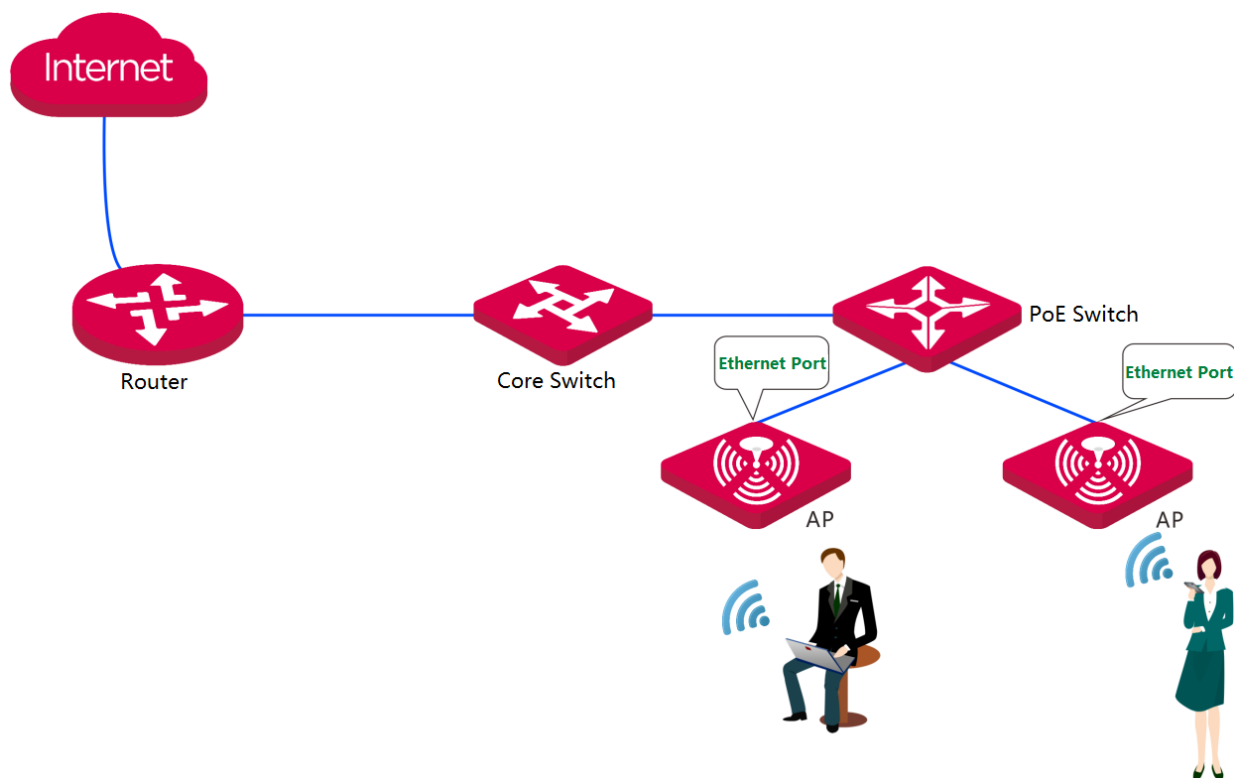 Internet
Router
Core Switch
PoE Switch
Ethernet Port
Ethernet Port
AP
AP